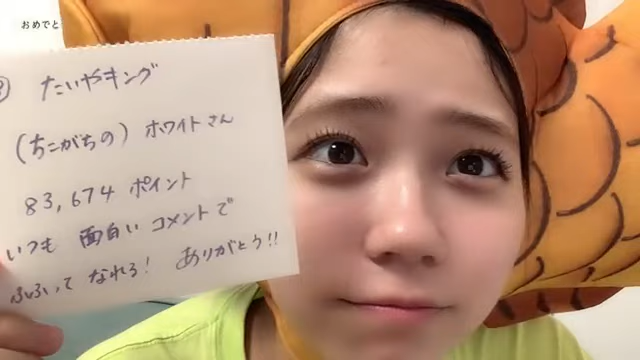 おめでと
② たいやキング
(ちこがちの) ホワイトさん
83,674 ポイント
いつも 面白い コメントで
ふふって なれる! ありがとう!!